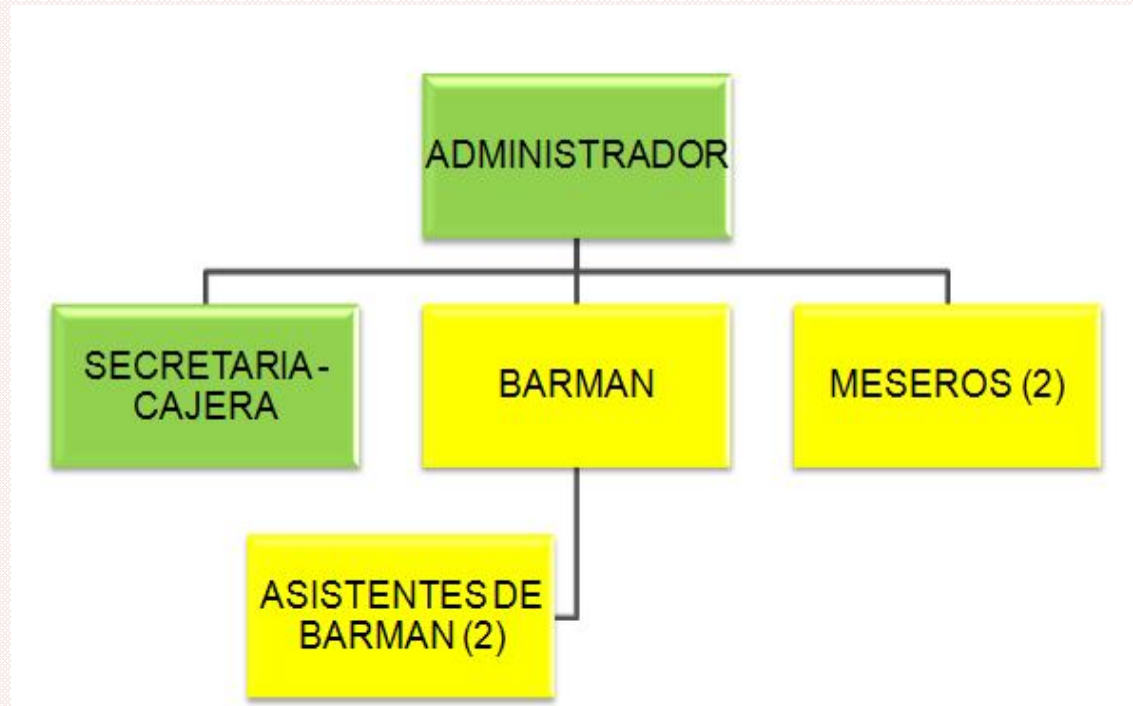 ADMINISTRADOR
SECRETARIA -
CAJERA
BARMAN
MESEROS (2)
ASISTENTES DE
BARMAN (2)